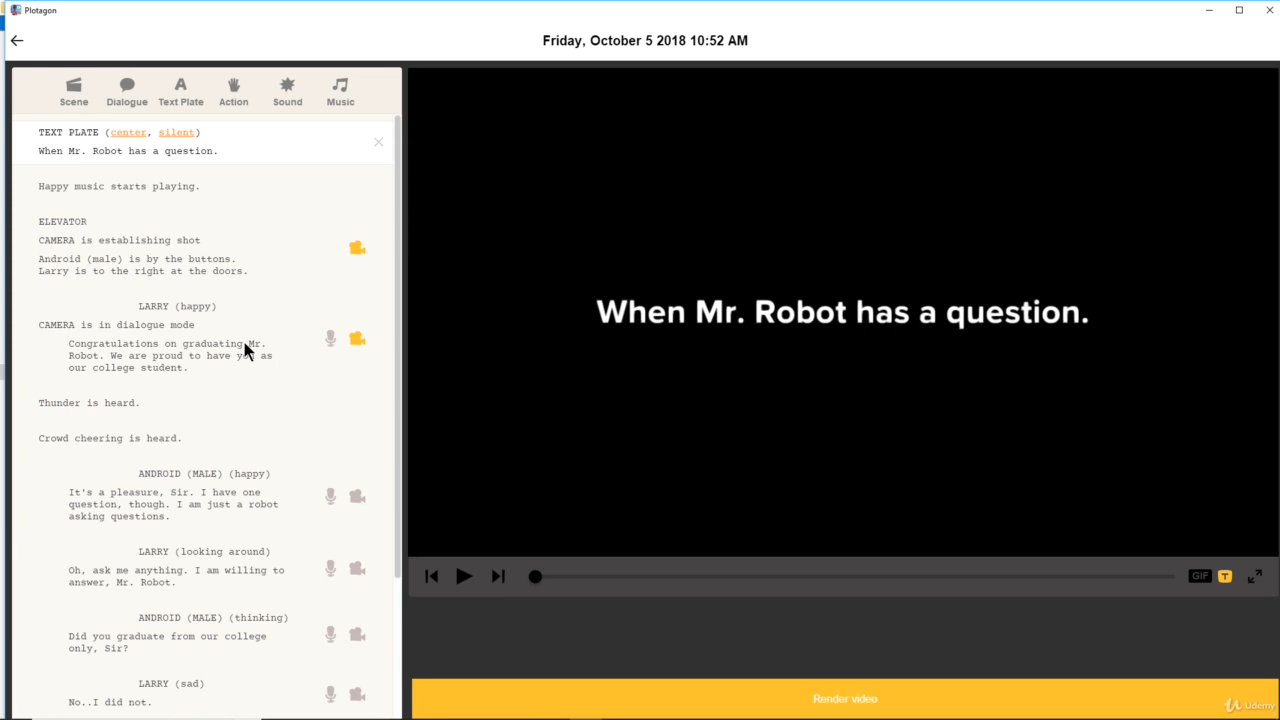 Plotagon
Friday, October 5 2018 10:52 AM
Scene
Dialogue
Text Plate
Action
Sound
Music
TEXT PLATE (center, silent)
When Mr. Robot has a question.
Happy music starts playing.
ELEVATOR
CAMERA is establishing shot
Android (male) is by the buttons.
Larry is to the right at the doors.
LARRY (happy)
CAMERA is in dialogue mode
Congratulations on graduating Mr.
Robot. We are proud to have you as
our college student.
Thunder is heard.
Crowd cheering is heard.
ANDROID (MALE) (happy)
It's a pleasure, Sir. I have one
question, though. I am just a robot
asking questions.
LARRY (looking around)
Oh, ask me anything. I am willing to
answer, Mr. Robot.
ANDROID (MALE) (thinking)
Did you graduate from our college
only, Sir?
LARRY (sad)
No..I did not.
When Mr. Robot has a question.
GIF
T
Render video
Udemy